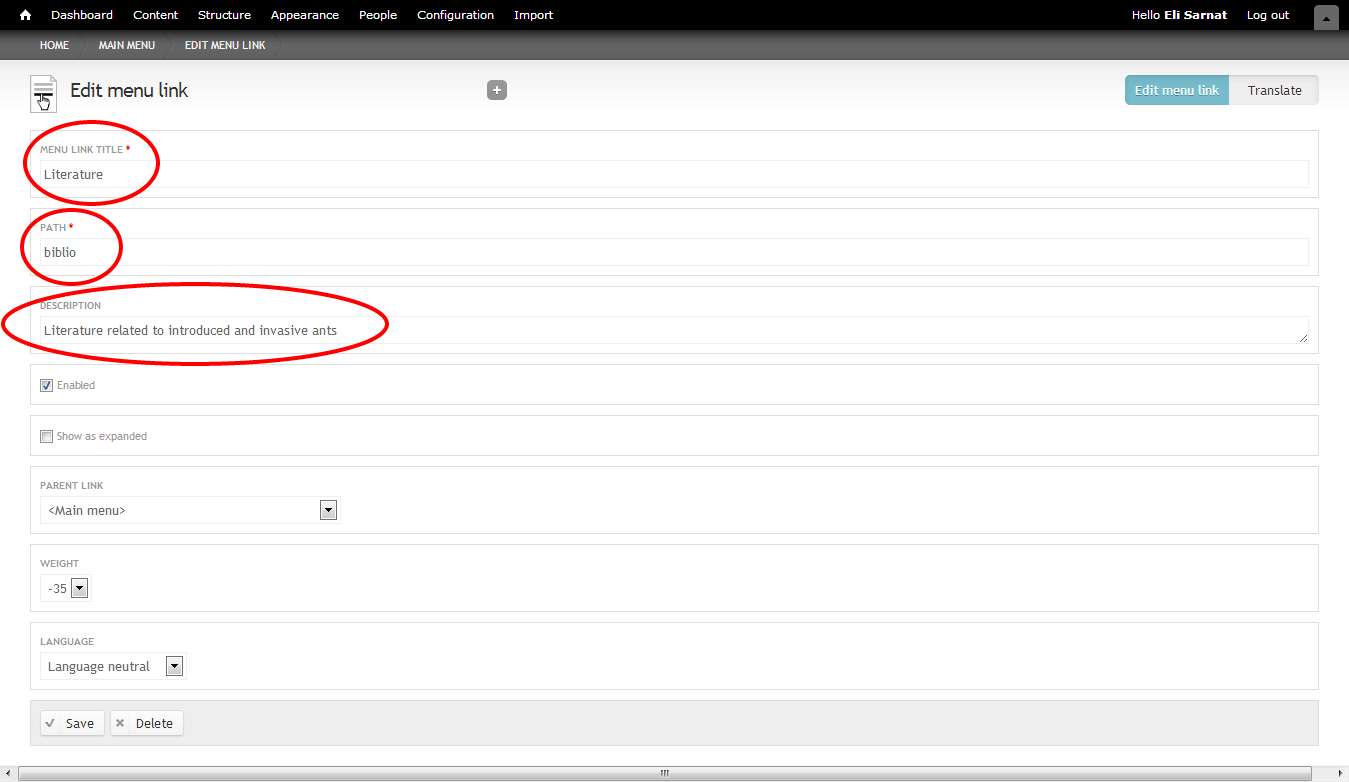 Dashboard Content Structure Appearance People Configuration Import Hello Eli Sarnat Log out
HOME MAIN MENU EDIT MENU LINK
Edit menu link + Edit menu link Translate
MENU LINK TITLE *
Literature
PATH *
biblio
DESCRIPTION
Literature related to introduced and invasive ants
Enabled
Show as expanded
PARENT LINK
<Main menu>
WEIGHT
-35
LANGUAGE
Language neutral
Save Delete